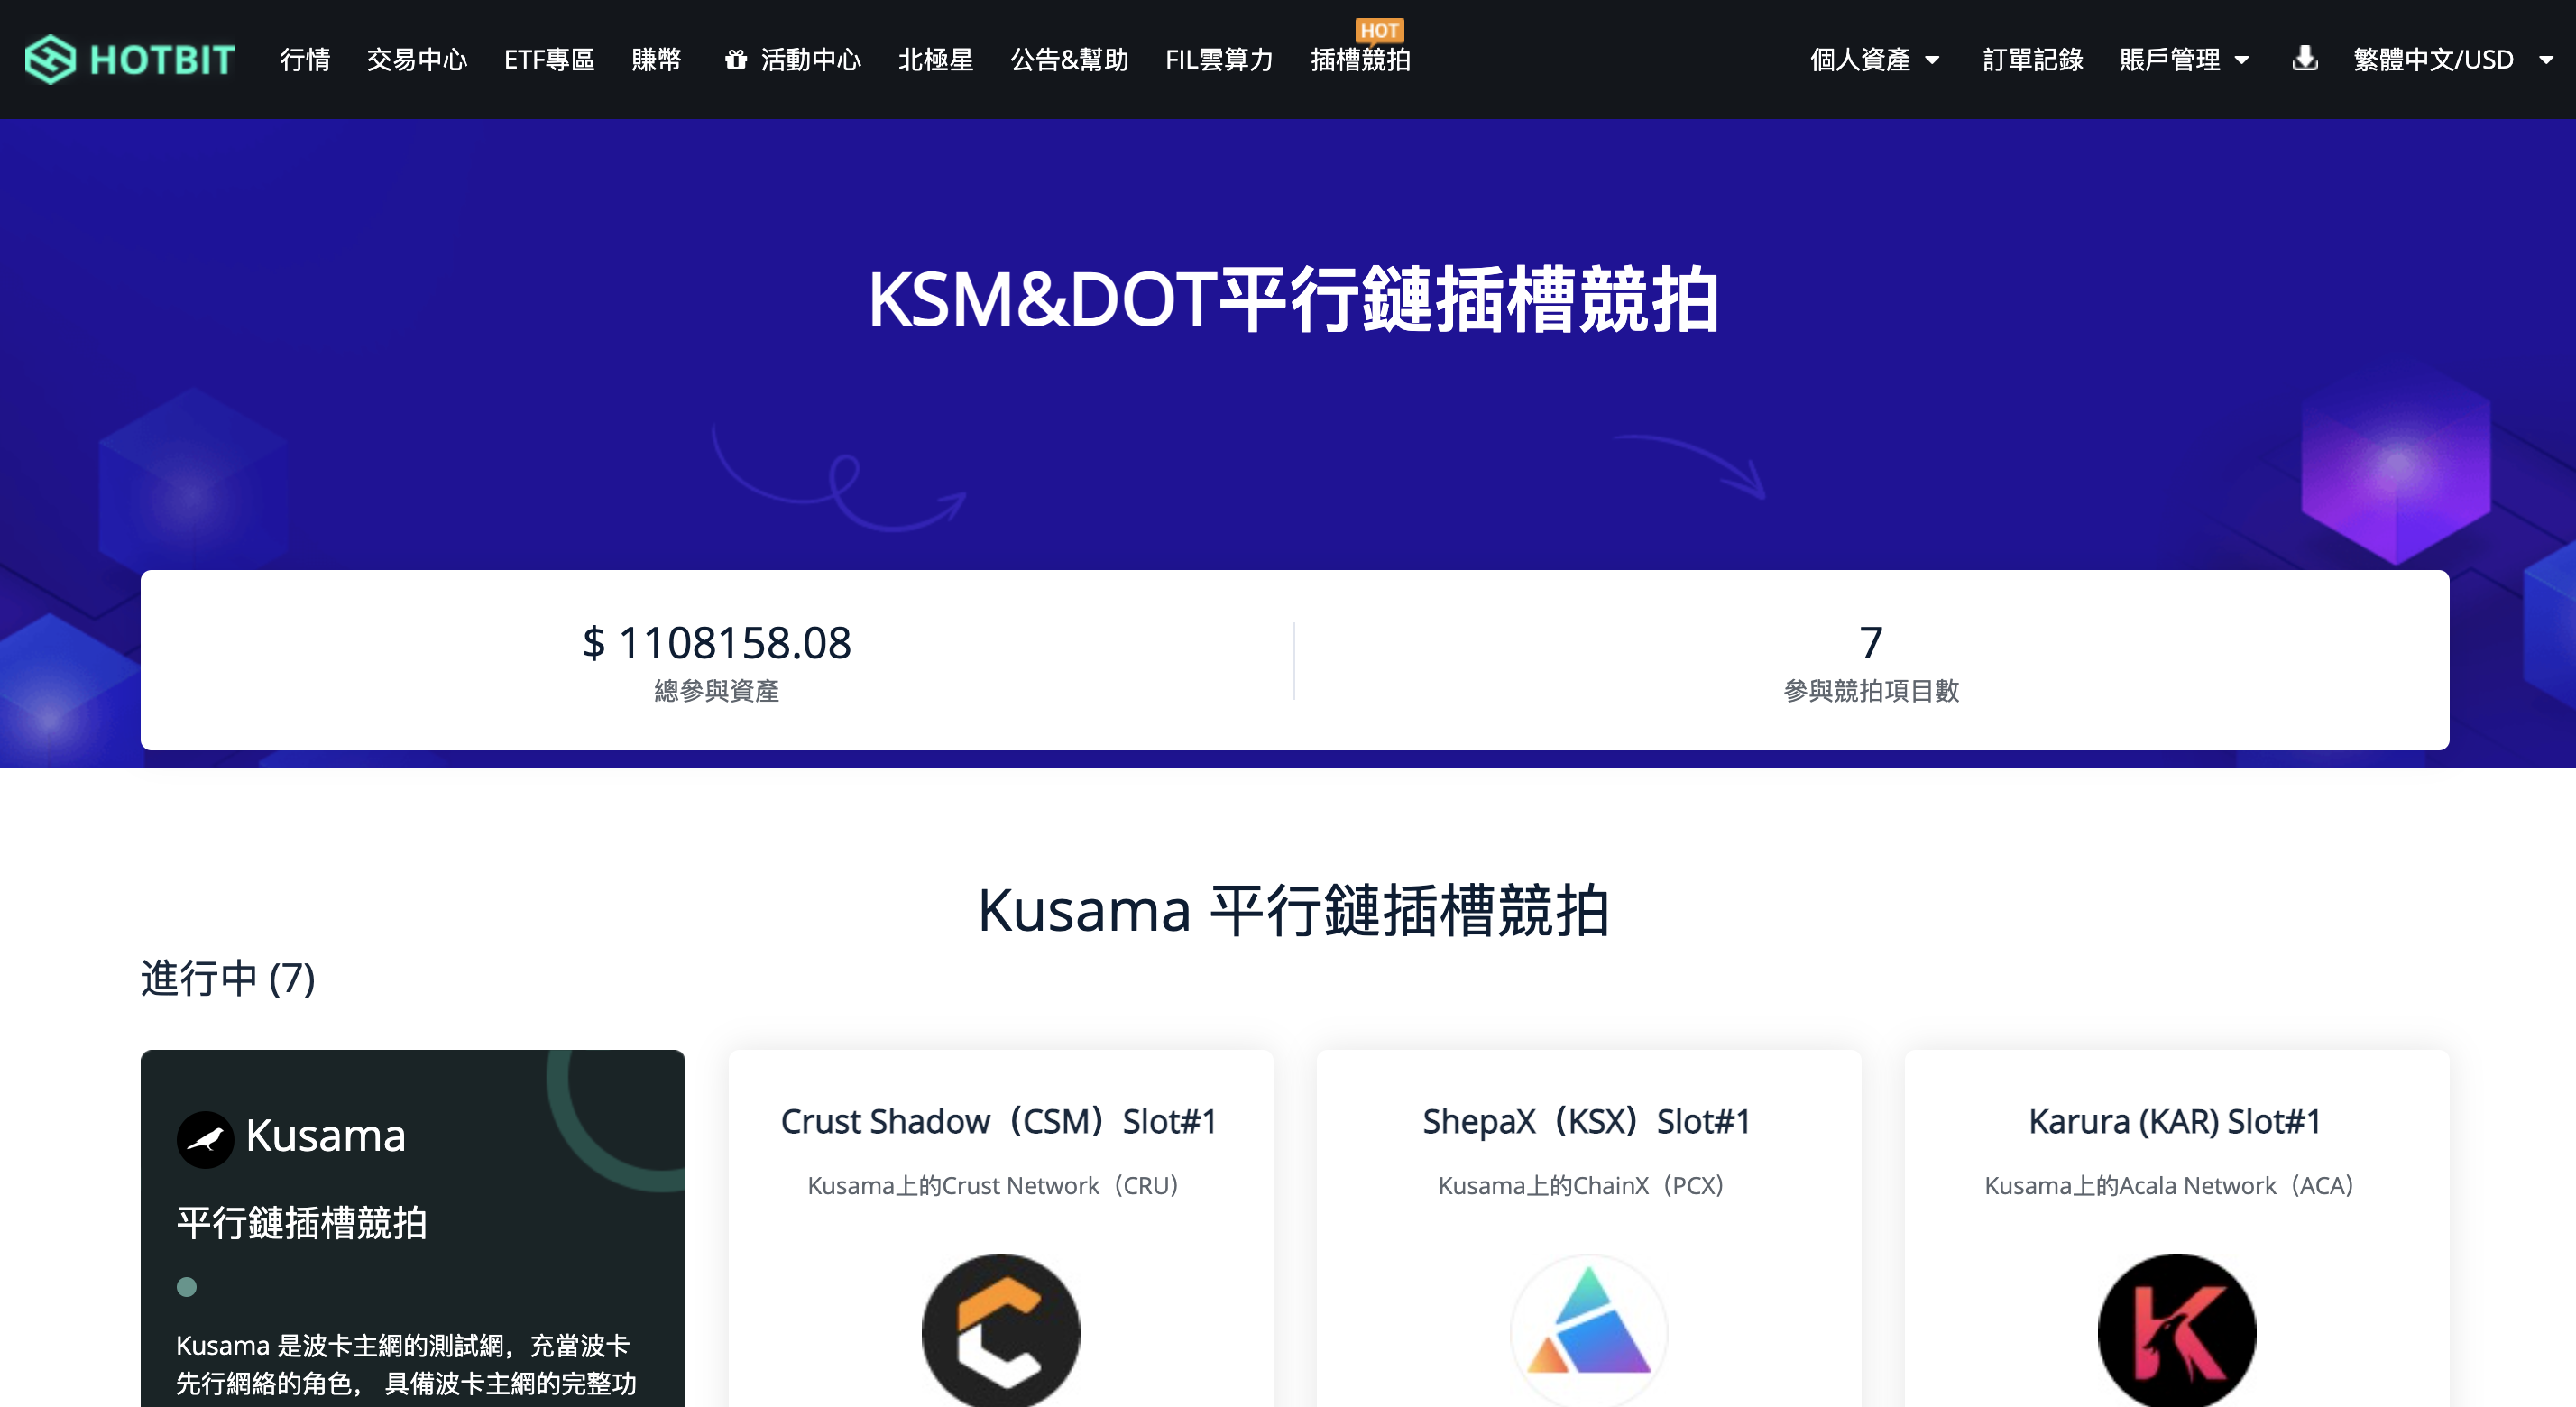 HOTBIT 行情 交易中心 ETF專區 賺幣 活動中心 北極星 公告&幫助 FIL雲算力 插槽競拍 HOT 個人資產 訂單記錄 賬戶管理 繁體中文/USD
KSM&DOT平行鏈插槽競拍
$ 1108158.08
總參與資產
7
參與競拍項目數
Kusama 平行鏈插槽競拍
進行中 (7)
Kusama
平行鏈插槽競拍
Kusama 是波卡主網的測試網，充當波卡
先行網絡的角色， 具備波卡主網的完整功
Crust Shadow（CSM）Slot#1
Kusama上的Crust Network（CRU）
ShepaX（KSX）Slot#1
Kusama上的ChainX（PCX）
Karura (KAR) Slot#1
Kusama上的Acala Network（ACA）